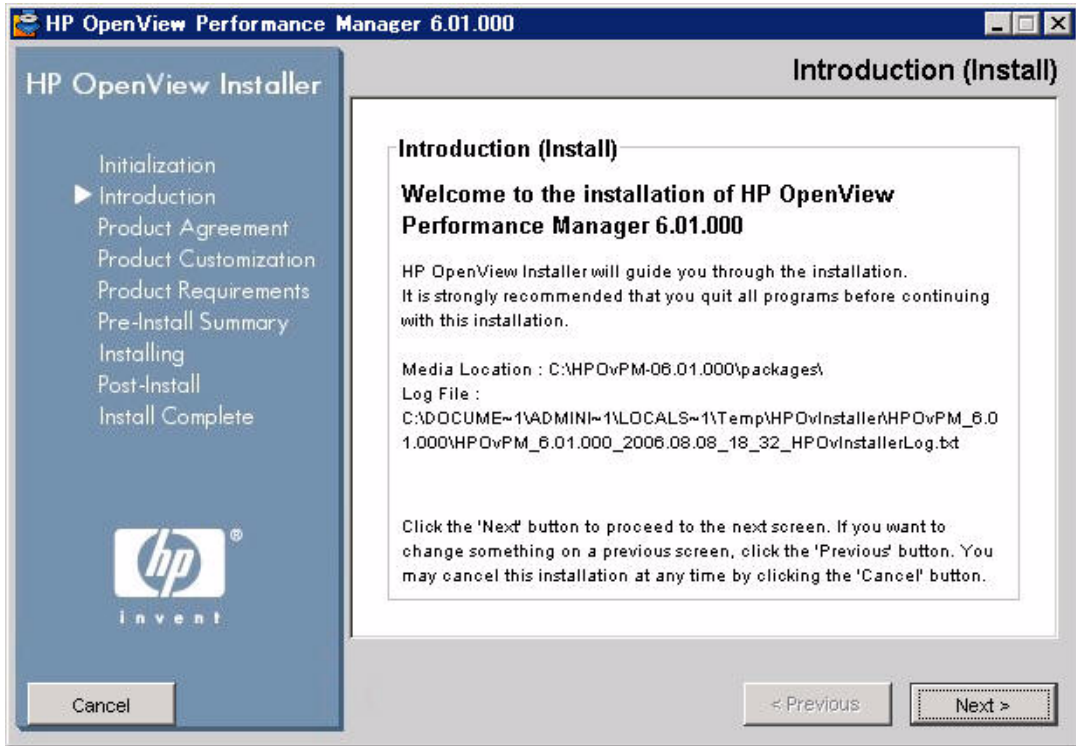 HP OpenView Performance Manager 6.01.000
HP OpenView Installer
Initialization
Introduction
Product Agreement
Product Customization
Product Requirements
Pre-Install Summary
Installing
Post-Install
Install Complete
hp
®
invent
Cancel
Introduction (Install)
Introduction (Install)
Welcome to the installation of HP OpenView
Performance Manager 6.01.000
HP OpenView Installer will guide you through the installation.
It is strongly recommended that you quit all programs before continuing
with this installation.
Media Location : C:\HPOvPM-06.01.000\packages\
Log File :
C:\DOCUME~1\ADMINI~1\LOCALS~1\Temp\HPOvInstaller\HPOvPM_6.0
1.000\HPOvPM_6.01.000_2006.08.08_18_32_HPOvInstallerLog.txt
Click the 'Next' button to proceed to the next screen. If you want to
change something on a previous screen, click the 'Previous' button. You
may cancel this installation at any time by clicking the 'Cancel' button.
< Previous
Next >